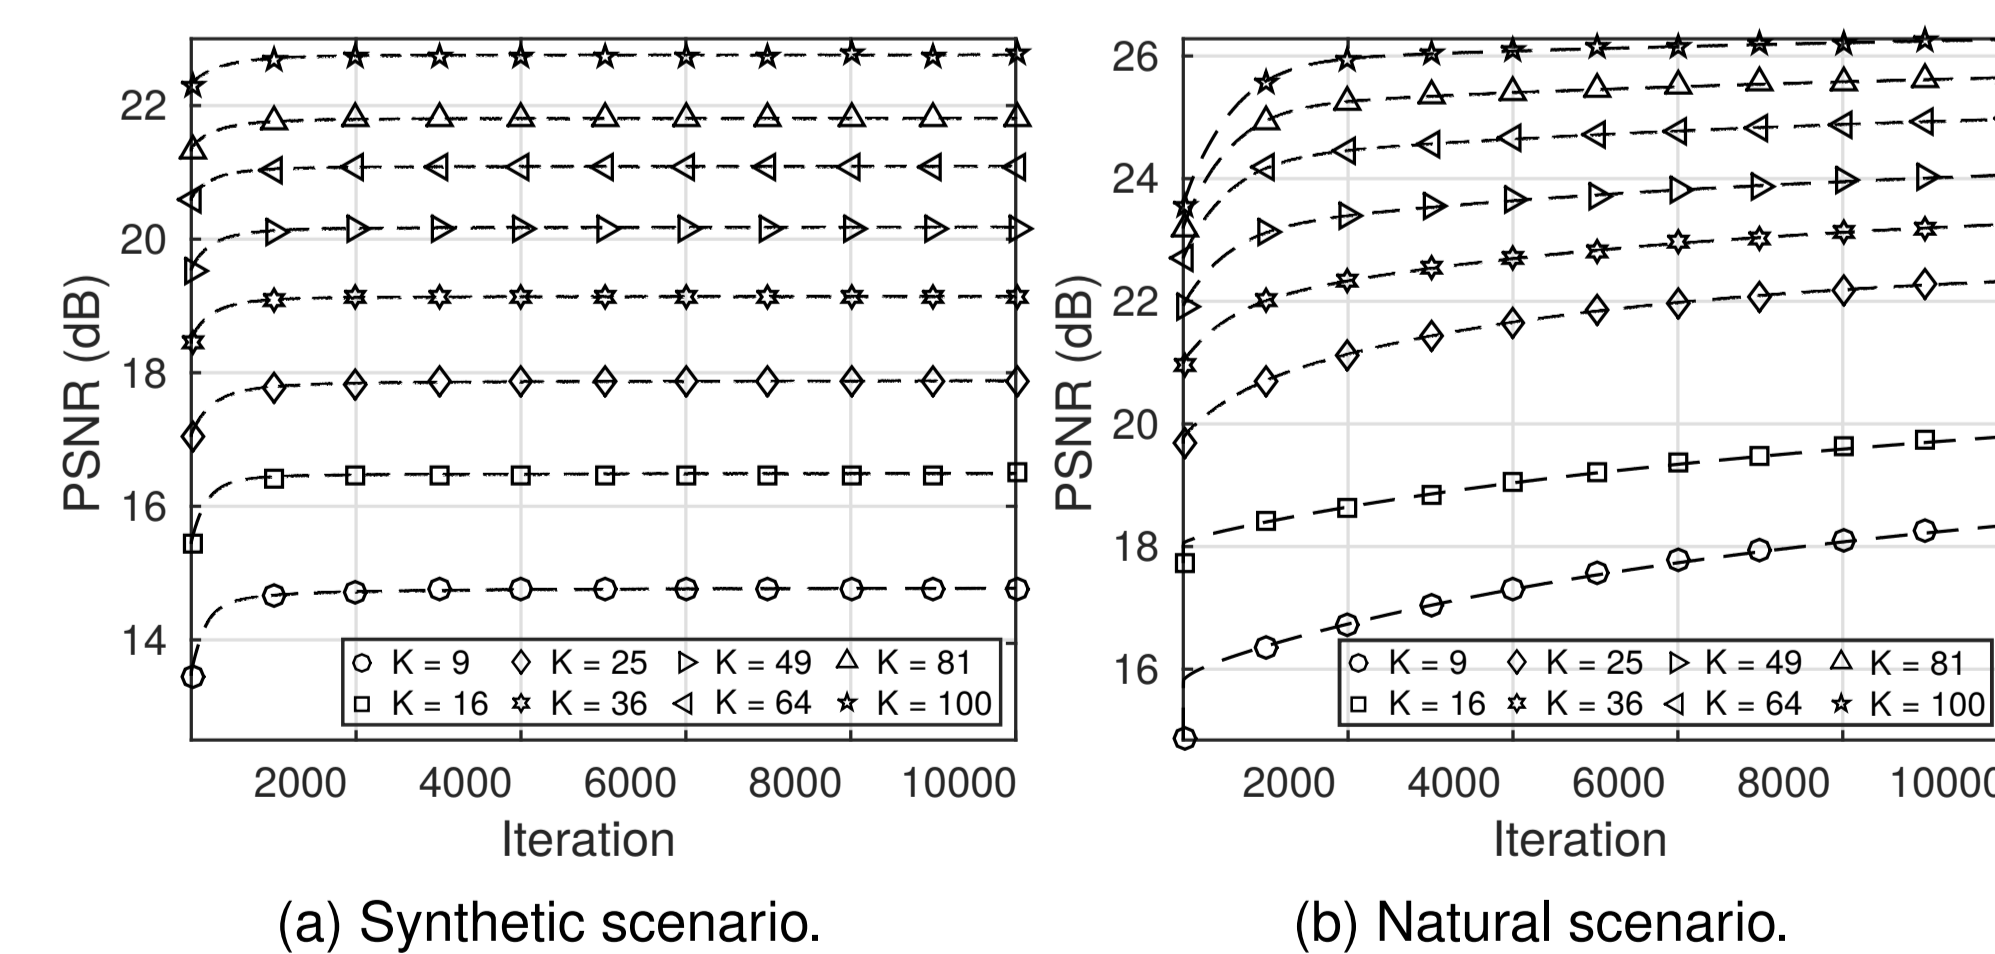 22
20
18
16
14
PSNR (dB)
K = 9 K = 25 K = 49 K = 81
K = 16 K = 36 K = 64 K = 100
2000 4000 6000 8000 10000
Iteration
(a) Synthetic scenario.
26
24
22
20
18
16
PSNR (dB)
K = 9 K = 25 K = 49 K = 81
K = 16 K = 36 K = 64 K = 100
2000 4000 6000 8000 10000
Iteration
(b) Natural scenario.